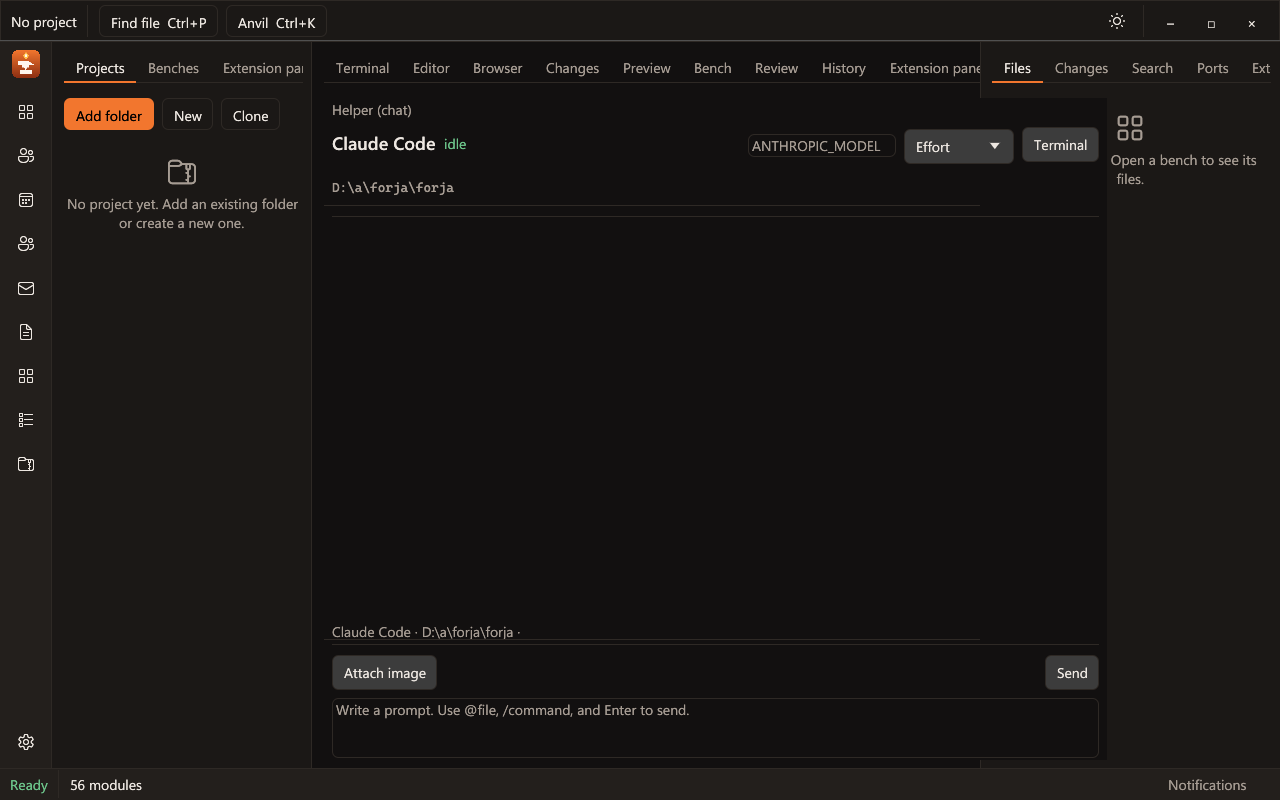 No project
Find file Ctrl+P
Anvil Ctrl+K
Projects
Benches
Extension par
Terminal
Editor
Browser
Changes
Preview
Bench
Review
History
Extension pane
Files
Changes
Search
Ports
Ext
Add folder
New
Clone
No project yet. Add an existing folder
or create a new one.
Helper (chat)
Claude Code idle
ANTHROPIC_MODEL
Effort
Terminal
D:\a\forja\forja
Open a bench to see its
files.
Claude Code · D:\a\forja\forja ·
Attach image
Send
Write a prompt. Use @file, /command, and Enter to send.
Ready
56 modules
Notifications